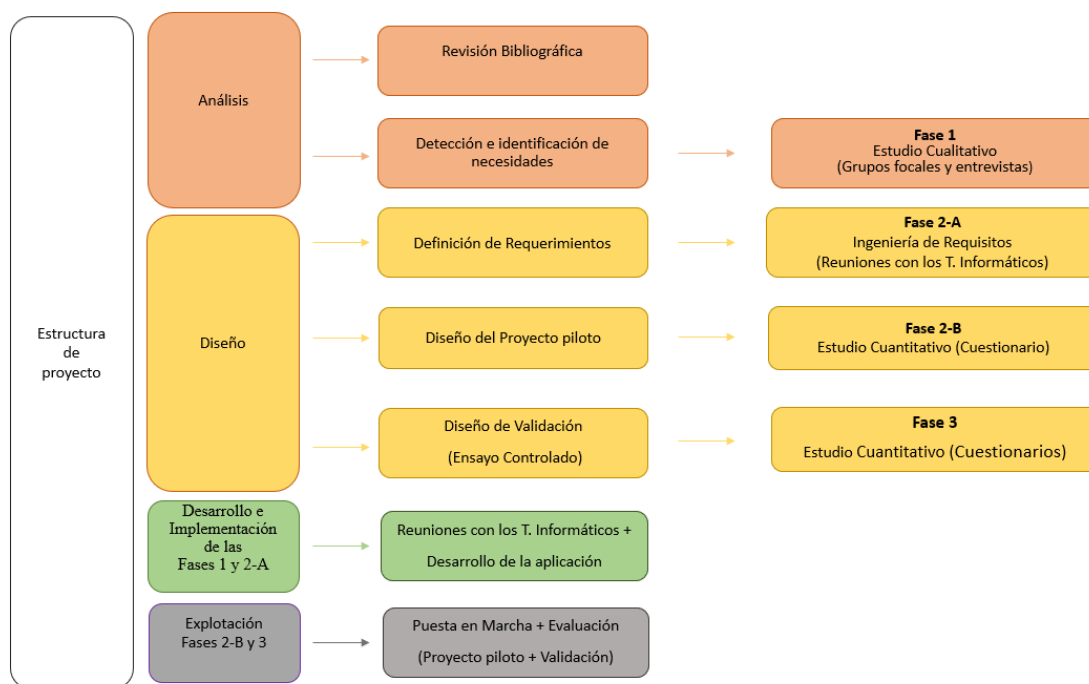 Estructura
de
proyecto
Análisis
Revisión Bibliográfica
Detección e identificación de
necesidades
Fase 1
Estudio Cualitativo
(Grupos focales y entrevistas)
Diseño
Definición de Requerimientos
Fase 2-A
Ingeniería de Requisitos
(Reuniones con los T. Informáticos)
Diseño del Proyecto piloto
Fase 2-B
Estudio Cuantitativo (Cuestionario)
Diseño de Validación
(Ensayo Controlado)
Fase 3
Estudio Cuantitativo (Cuestionarios)
Desarrollo e
Implementación
de las
Fases 1 y 2-A
Reuniones con los T. Informáticos +
Desarrollo de la aplicación
Explotación
Fases 2-B y 3
Puesta en Marcha + Evaluación
(Proyecto piloto + Validación)